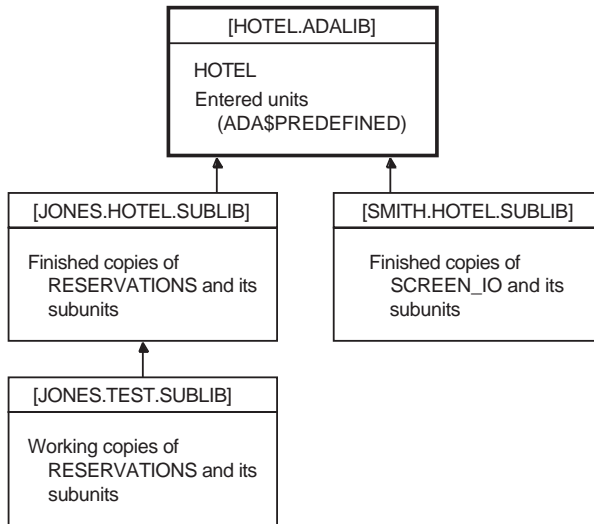 [HOTEL.ADALIB]
HOTEL
Entered units
(ADA$PREDEFINED)
[JONES.HOTEL.SUBLIB]
Finished copies of
RESERVATIONS and its
subunits
[SMITH.HOTEL.SUBLIB]
Finished copies of
SCREEN_IO and its
subunits
[JONES.TEST.SUBLIB]
Working copies of
RESERVATIONS and its
subunits